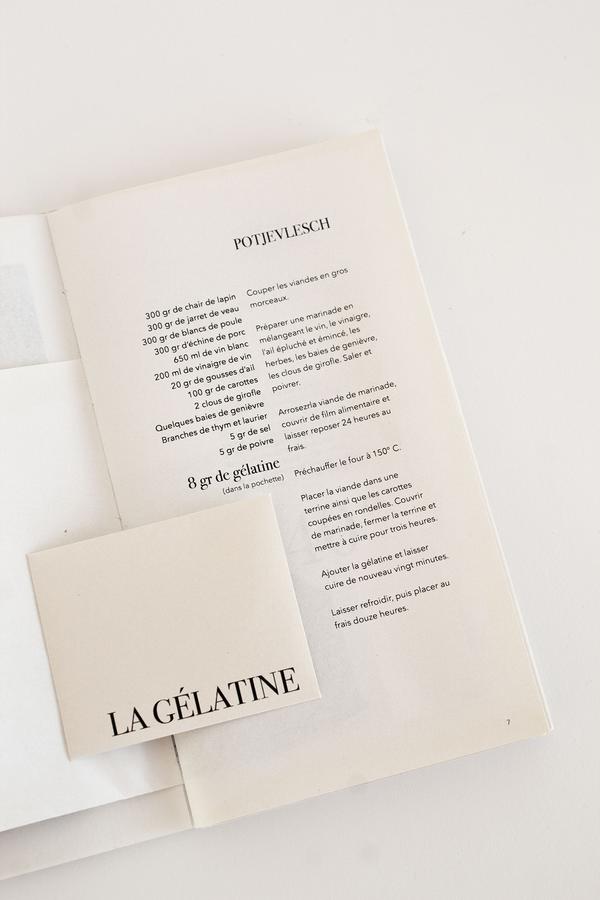 POTJEVLESCH
300 gr de chair de lapin
300 gr de jarret de veau
300 gr de blancs de poule
300 gr d'échine de porc
650 ml de vin blanc
200 ml de vinaigre de vin
20 gr de gousses d'ail
100 gr de carottes
2 clous de girofle
Quelques baies de genièvre
Branches de thym et laurier
5 gr de sel
5 gr de poivre
8 gr de gélatine
(dans la pochette)
Couper les viandes en gros
morceaux.
Préparer une marinade en
mélangeant le vin, le vinaigre,
l'ail épluché et émincé, les
herbes, les baies de genièvre,
les clous de girofle. Saler et
poivrer.
Arrosezrla viande de marinade,
couvrir de film alimentaire et
laisser reposer 24 heures au
frais.
Préchauffer le four à 150° C.
Placer la viande dans une
terrine ainsi que les carottes
coupées en rondelles. Couvrir
de marinade, fermer la terrine et
mettre à cuire pour trois heures.
Ajouter la gélatine et laisser
cuire de nouveau vingt minutes.
Laisser refroidir, puis placer au
frais douze heures.
LA GÉLATINE
7